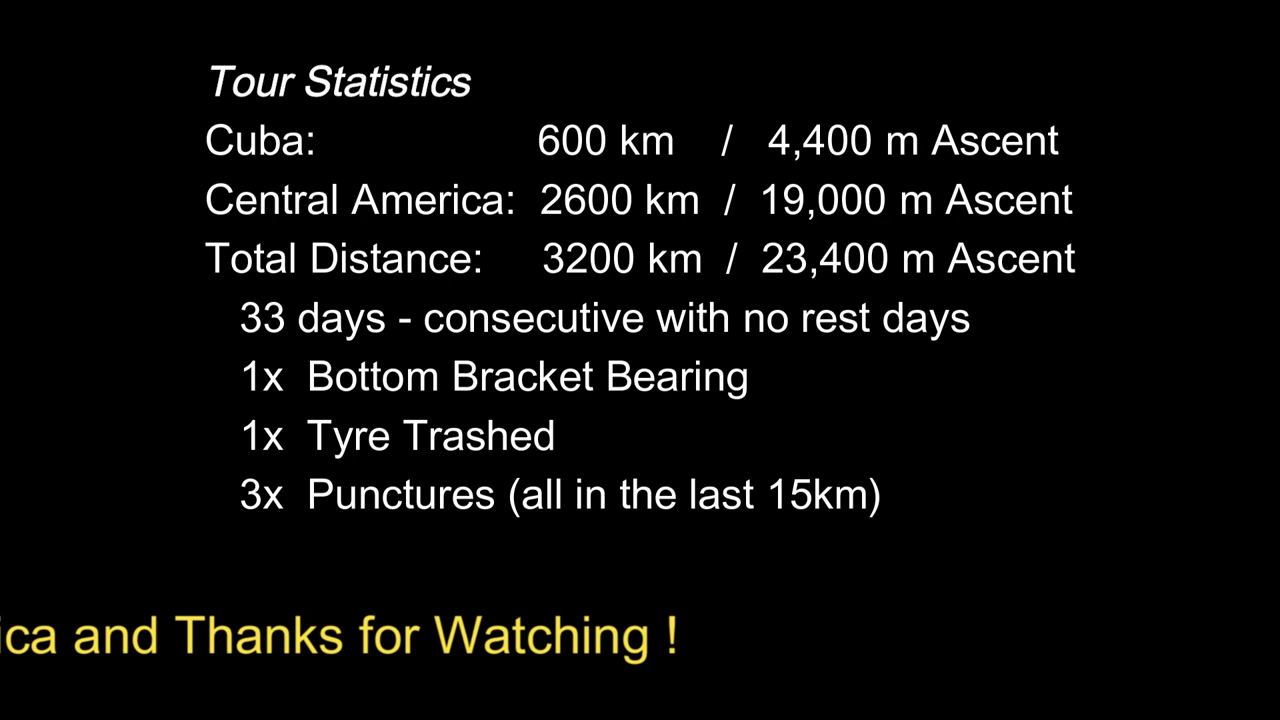 Tour Statistics
Cuba: 600 km / 4,400 m Ascent
Central America: 2600 km / 19,000 m Ascent
Total Distance: 3200 km / 23,400 m Ascent
33 days - consecutive with no rest days
1x Bottom Bracket Bearing
1x Tyre Trashed
3x Punctures (all in the last 15km)
ica and Thanks for Watching !